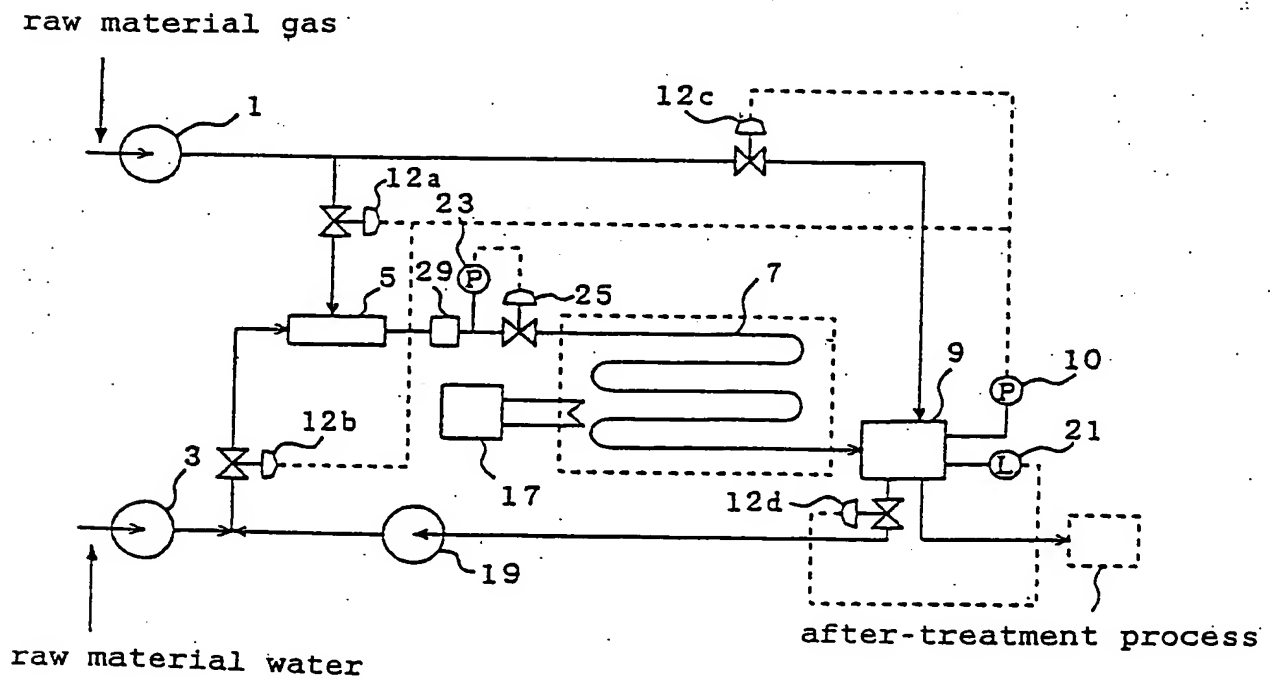 raw material gas
1
12c
12a
23
5
29
P
25
7
9
P
10
12b
21
L
3
17
12d
19
after-treatment process
raw material water